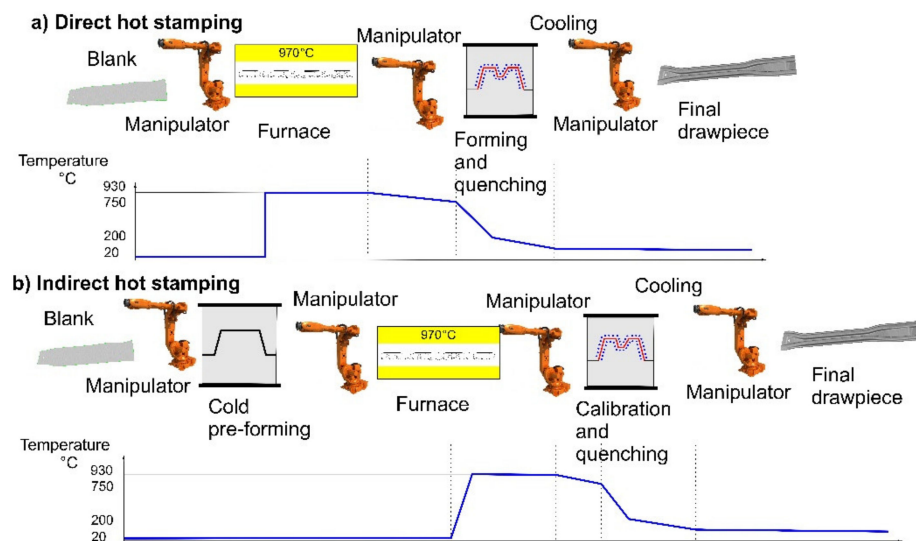 a) Direct hot stamping
Blank
Manipulator
970°C
Furnace
Manipulator
Forming
and
quenching
Cooling
Manipulator
Final
drawpiece
Temperature
°C
930
750
200
20
b) Indirect hot stamping
Blank
Manipulator
Cold
pre-forming
Manipulator
970°C
Furnace
Manipulator
Calibration
and
quenching
Cooling
Manipulator
Final
drawpiece
Temperature
°C
930
750
200
20